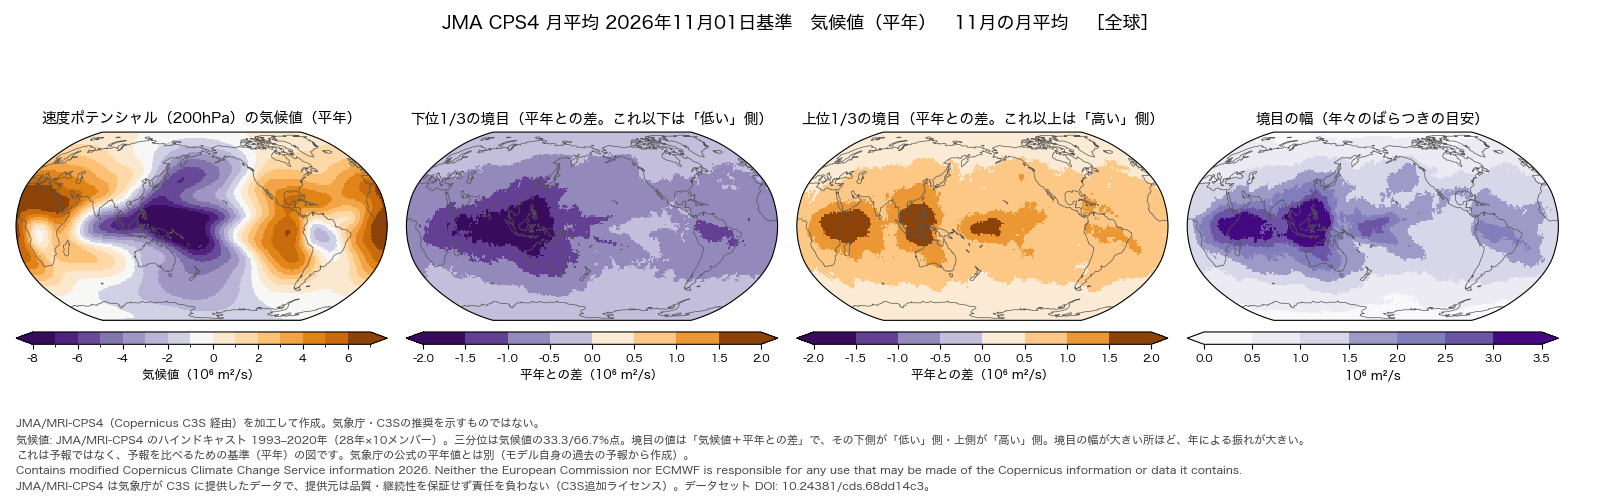 JMA CPS4 月平均 2026年11月01日基準　気候値（平年）　11月の月平均　［全球］
速度ポテンシャル（200hPa）の気候値（平年）
下位1/3の境目（平年との差。これ以下は「低い」側）
上位1/3の境目（平年との差。これ以上は「高い」側）
境目の幅（年々のばらつきの目安）
-8 -6 -4 -2 0 2 4 6
-2.0 -1.5 -1.0 -0.5 0.0 0.5 1.0 1.5 2.0
-2.0 -1.5 -1.0 -0.5 0.0 0.5 1.0 1.5 2.0
0.0 0.5 1.0 1.5 2.0 2.5 3.0 3.5
気候値（10⁶ m²/s）
平年との差（10⁶ m²/s）
平年との差（10⁶ m²/s）
10⁶ m²/s
JMA/MRI-CPS4（Copernicus C3S 経由）を加工して作成。気象庁・C3Sの推奨を示すものではない。
気候値: JMA/MRI-CPS4 のハインドキャスト 1993–2020年（28年×10メンバー）。三分位は気候値の33.3/66.7%点。境目の値は「気候値＋平年との差」で、その下側が「低い」側・上側が「高い」側。境目の幅が大きい所ほど、年による振れが大きい。
これは予報ではなく、予報を比べるための基準（平年）の図です。気象庁の公式の平年値とは別（モデル自身の過去の予報から作成）。
Contains modified Copernicus Climate Change Service information 2026. Neither the European Commission nor ECMWF is responsible for any use that may be made of the Copernicus information or data it contains.
JMA/MRI-CPS4 は気象庁が C3S に提供したデータで、提供元は品質・継続性を保証せず責任を負わない（C3S追加ライセンス）。データセット DOI: 10.24381/cds.68dd14c3。